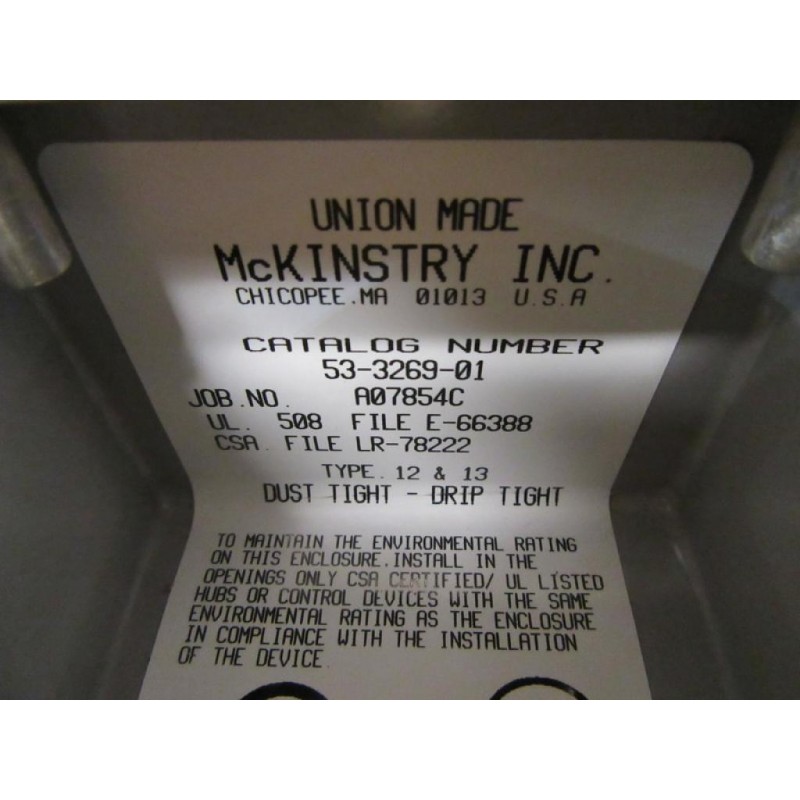 UNION MADE
McKINSTRY INC.
CHICOPEE.MA 01013 U.S.A
CATALOG NUMBER
53-3269-01
JOB.NO. A07854C
UL. 508 FILE E-66388
CSA. FILE LR-78222
TYPE. 12 & 13
DUST TIGHT - DRIP TIGHT
TO MAINTAIN THE ENVIRONMENTAL RATING
ON THIS ENCLOSURE.INSTALL IN THE
OPENINGS ONLY CSA CERTIFIED/ UL LISTED
HUBS OR CONTROL DEVICES WITH THE SAME
ENVIRONMENTAL RATING AS THE ENCLOSURE
IN COMPLIANCE WITH THE INSTALLATION
OF THE DEVICE.